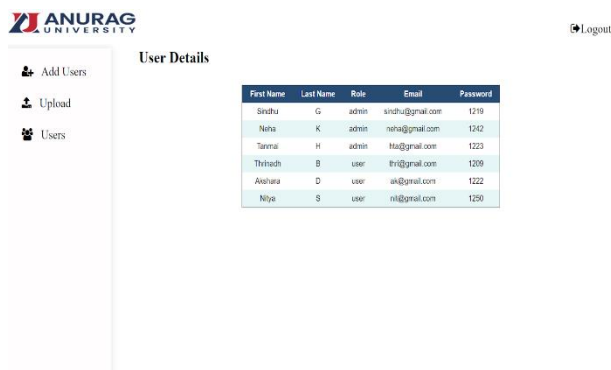 ANURAG
UNIVERSITY
Logout
Add Users
Upload
Users
User Details
First Name Last Name Role Email Password
Sindhu G admin sindhu@gmail.com 1219
Neha K admin neha@gmail.com 1242
Tanmai H admin hta@gmail.com 1223
Thrinadh B user thri@gmail.com 1209
Akshara D user ak@gmail.com 1222
Nitya S user nit@gmail.com 1250